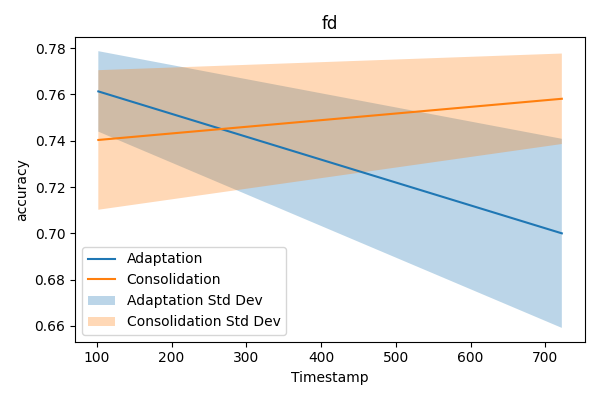 fd
0.78
0.76
0.74
0.72
0.70
0.68
0.66
accuracy
Adaptation
Consolidation
Adaptation Std Dev
Consolidation Std Dev
100 200 300 400 500 600 700
Timestamp